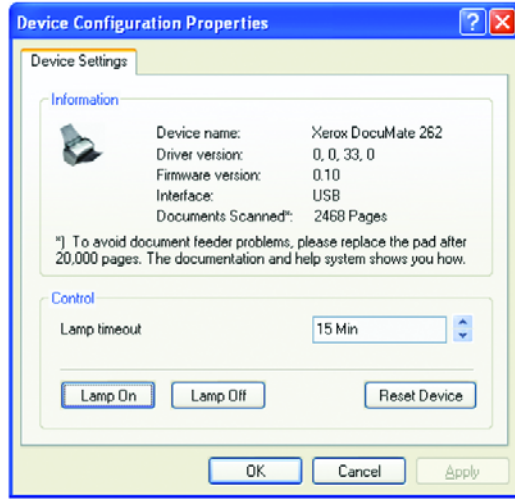 Device Configuration Properties
Device Settings
Information
Device name: Xerox DocuMate 262
Driver version: 0, 0, 33, 0
Firmware version: 0.10
Interface: USB
Documents Scanned*: 2468 Pages
*) To avoid document feeder problems, please replace the pad after
20,000 pages. The documentation and help system shows you how.
Control
Lamp timeout 15 Min
Lamp On Lamp Off Reset Device
OK Cancel Apply